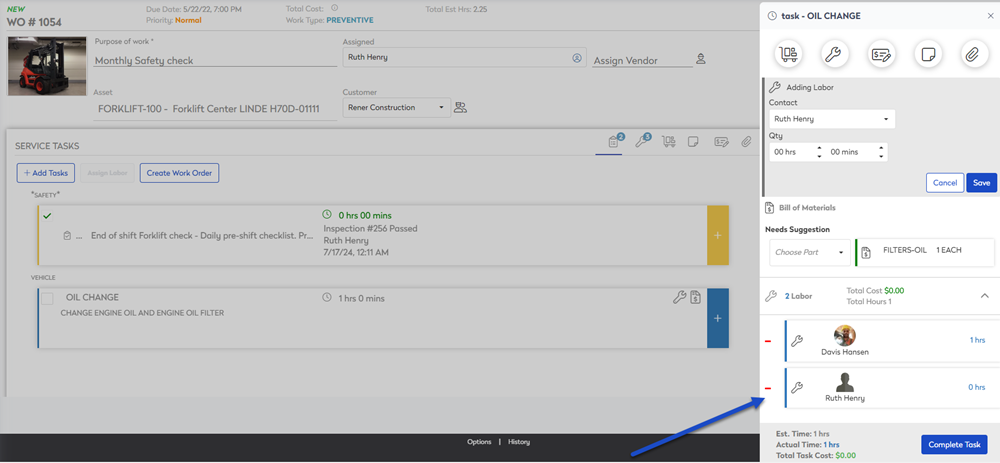 NEW
WO # 1054
Due Date: 5/22/22, 7:00 PM
Priority: Normal
Total Cost:
Work Type: PREVENTIVE
Total Est Hrs: 2.25
Purpose of work *
Monthly Safety check
Assigned
Ruth Henry
Assign Vendor
Asset
FORKLIFT-100 - Forklift Center LINDE H70D-01111
Customer
Rener Construction
SERVICE TASKS
2
3
+ Add Tasks
Assign Labor
Create Work Order
*SAFETY*
0 hrs 00 mins
... End of shift Forklift check - Daily pre-shift checklist. Pr...
Inspection #256 Passed
Ruth Henry
7/17/24, 12:11 AM
+
VEHICLE
OIL CHANGE
1 hrs 0 mins
CHANGE ENGINE OIL AND ENGINE OIL FILTER
+
Options | History
task - OIL CHANGE
Adding Labor
Contact
Ruth Henry
Qty
00 hrs
00 mins
Cancel
Save
Bill of Materials
Needs Suggestion
Choose Part
FILTERS-OIL 1 EACH
2 Labor
Total Cost $0.00
Total Hours 1
Davis Hansen
1 hrs
Ruth Henry
0 hrs
Est. Time: 1 hrs
Actual Time: 1 hrs
Total Task Cost: $0.00
Complete Task